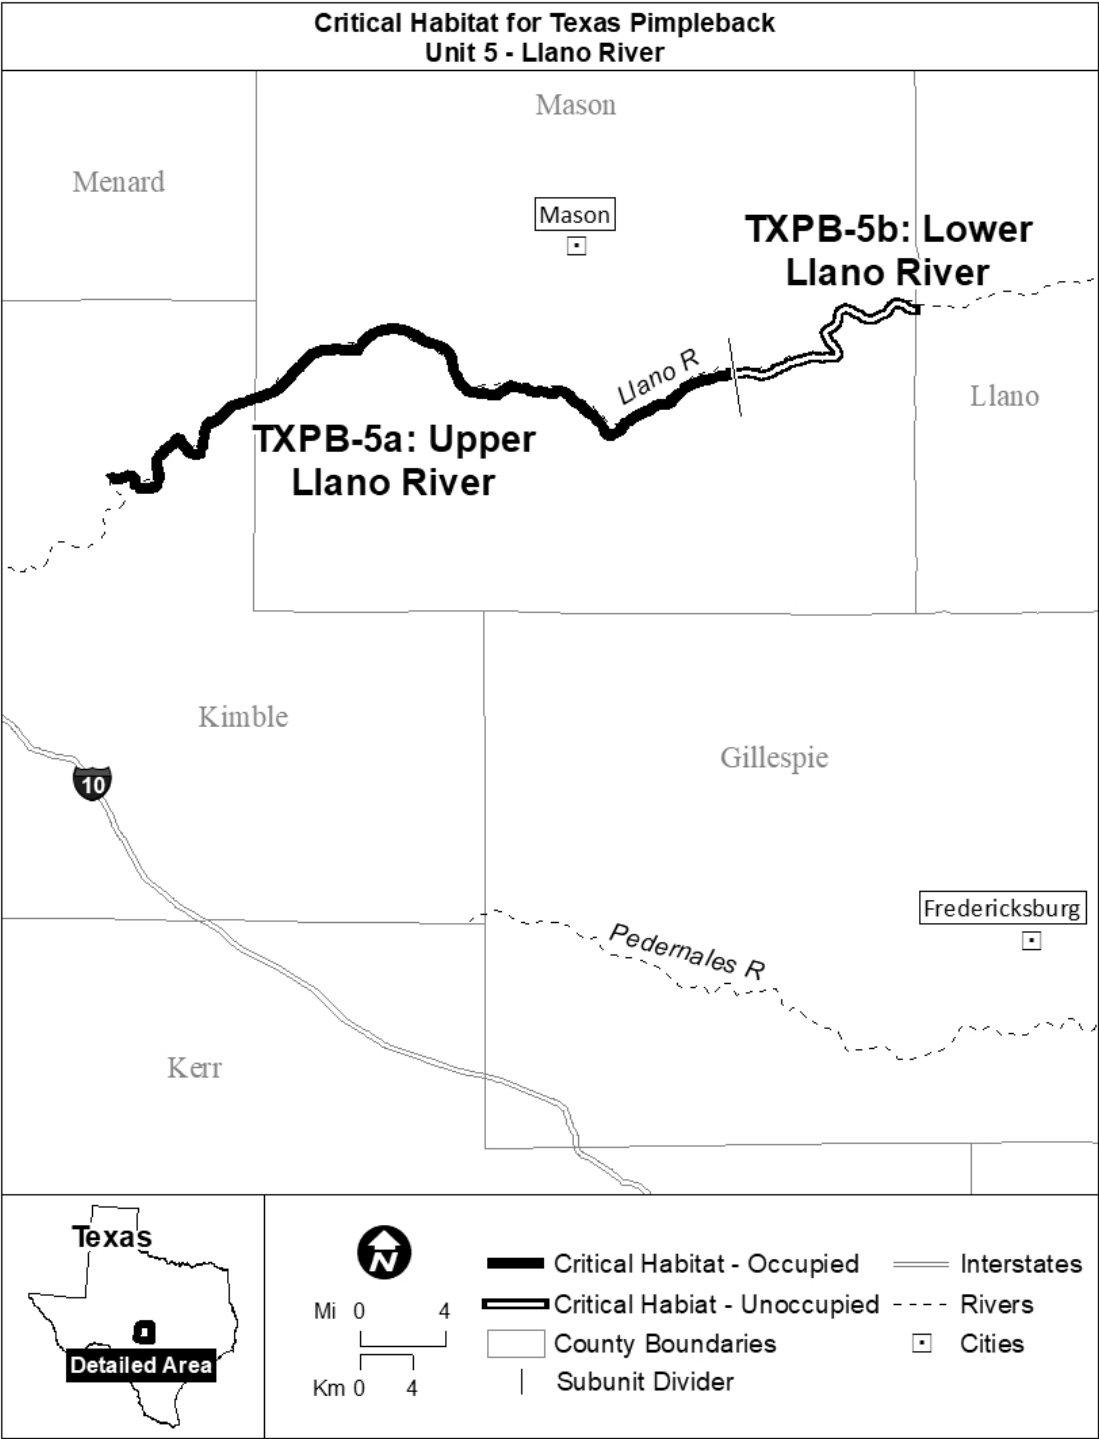 Critical Habitat for Texas Pimpleback
Unit 5 - Llano River
Mason
Menard
Mason
TXPB-5b: Lower
Llano River
Llano R
Llano
TXPB-5a: Upper
Llano River
Kimble
Gillespie
10
Fredericksburg
Pedernales R
Kerr
Texas
Detailed Area
N
Mi 0 4
Km 0 4
Critical Habitat - Occupied
Critical Habiat - Unoccupied
County Boundaries
Subunit Divider
Interstates
Rivers
Cities